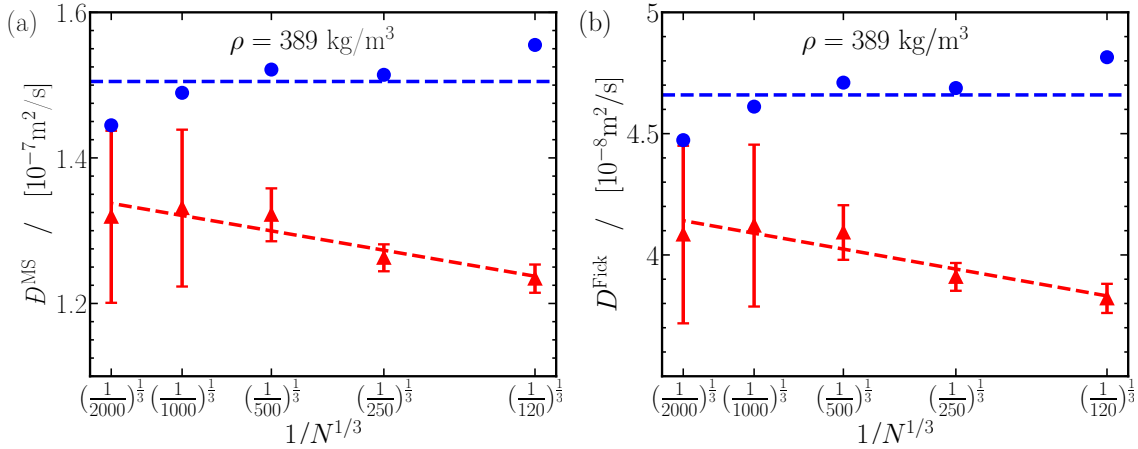 (a)
ρ = 389 kg/m³
1.6
1.4
1.2
Đ^MS / [10⁻⁷m²/s]
(1/2000)^1/3 (1/1000)^1/3 (1/500)^1/3 (1/250)^1/3 (1/120)^1/3
1/N^1/3
(b)
ρ = 389 kg/m³
5
4.5
4
D^Fick / [10⁻⁸m²/s]
(1/2000)^1/3 (1/1000)^1/3 (1/500)^1/3 (1/250)^1/3 (1/120)^1/3
1/N^1/3